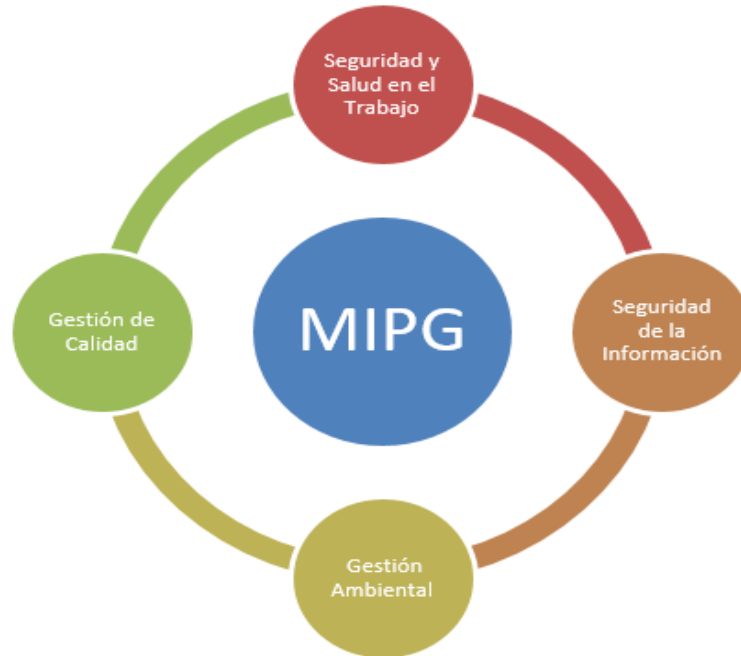 Seguridad y
Salud en el
Trabajo
Seguridad
de la
Información
MIPG
Gestión de
Calidad
Gestión
Ambiental